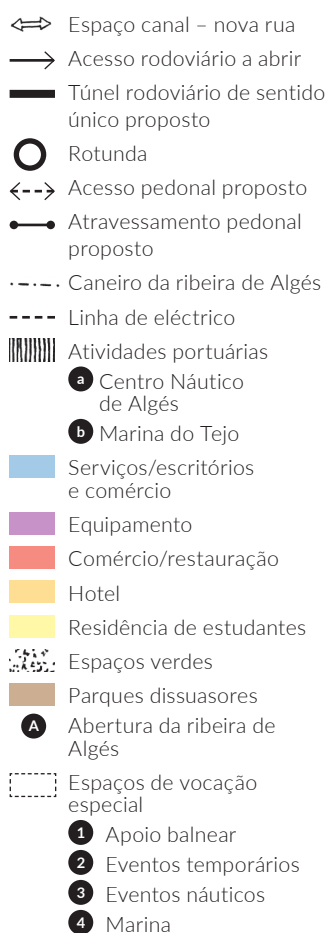 Espaço canal – nova rua
Acesso rodoviário a abrir
Túnel rodoviário de sentido
único proposto
Rotunda
Acesso pedonal proposto
Atravessamento pedonal
proposto
Caneiro da ribeira de Algés
Linha de eléctrico
Atividades portuárias
a Centro Náutico
de Algés
b Marina do Tejo
Serviços/escritórios
e comércio
Equipamento
Comércio/restauração
Hotel
Residência de estudantes
Espaços verdes
Parques dissuasores
A Abertura da ribeira de
Algés
Espaços de vocação
especial
1 Apoio balnear
2 Eventos temporários
3 Eventos náuticos
4 Marina